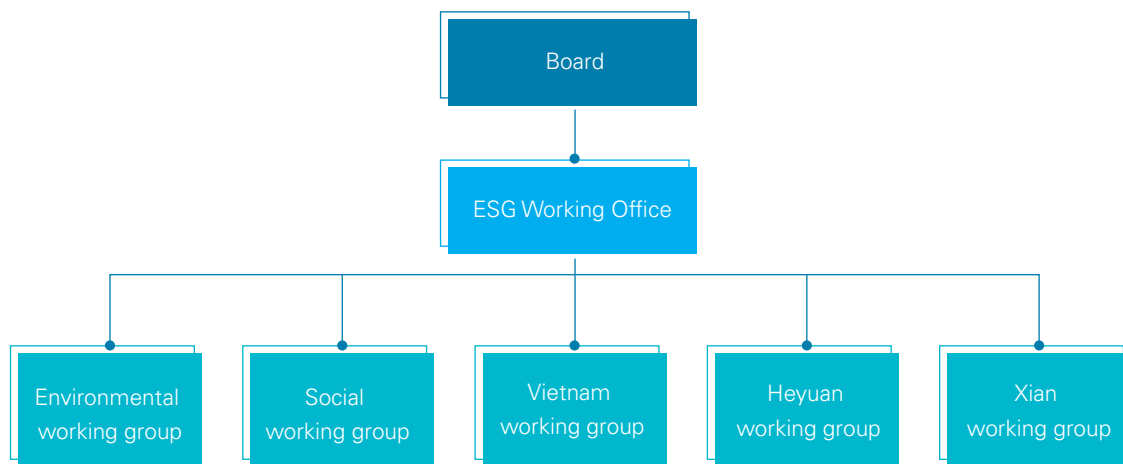 Board
ESG Working Office
Environmental
working group
Social
working group
Vietnam
working group
Heyuan
working group
Xian
working group